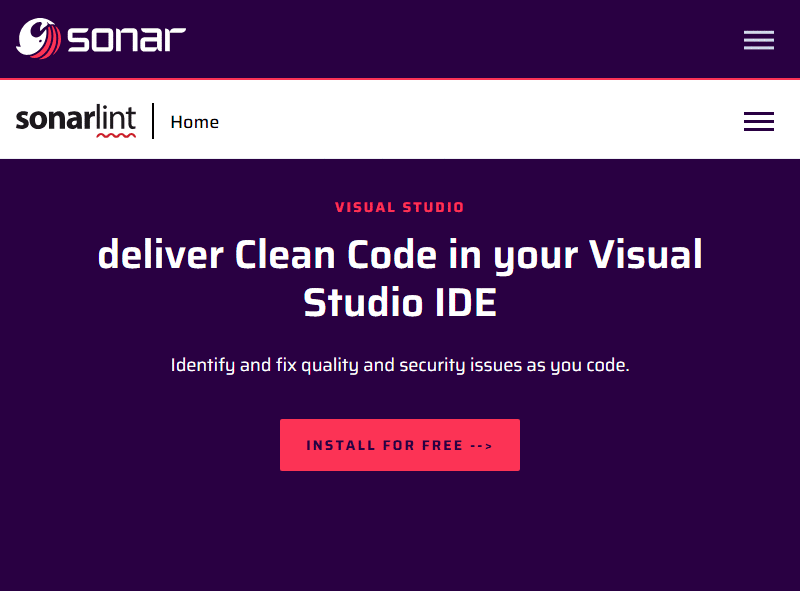 sonar
sonarlint
Home
VISUAL STUDIO
deliver Clean Code in your Visual
Studio IDE
Identify and fix quality and security issues as you code.
INSTALL FOR FREE -->